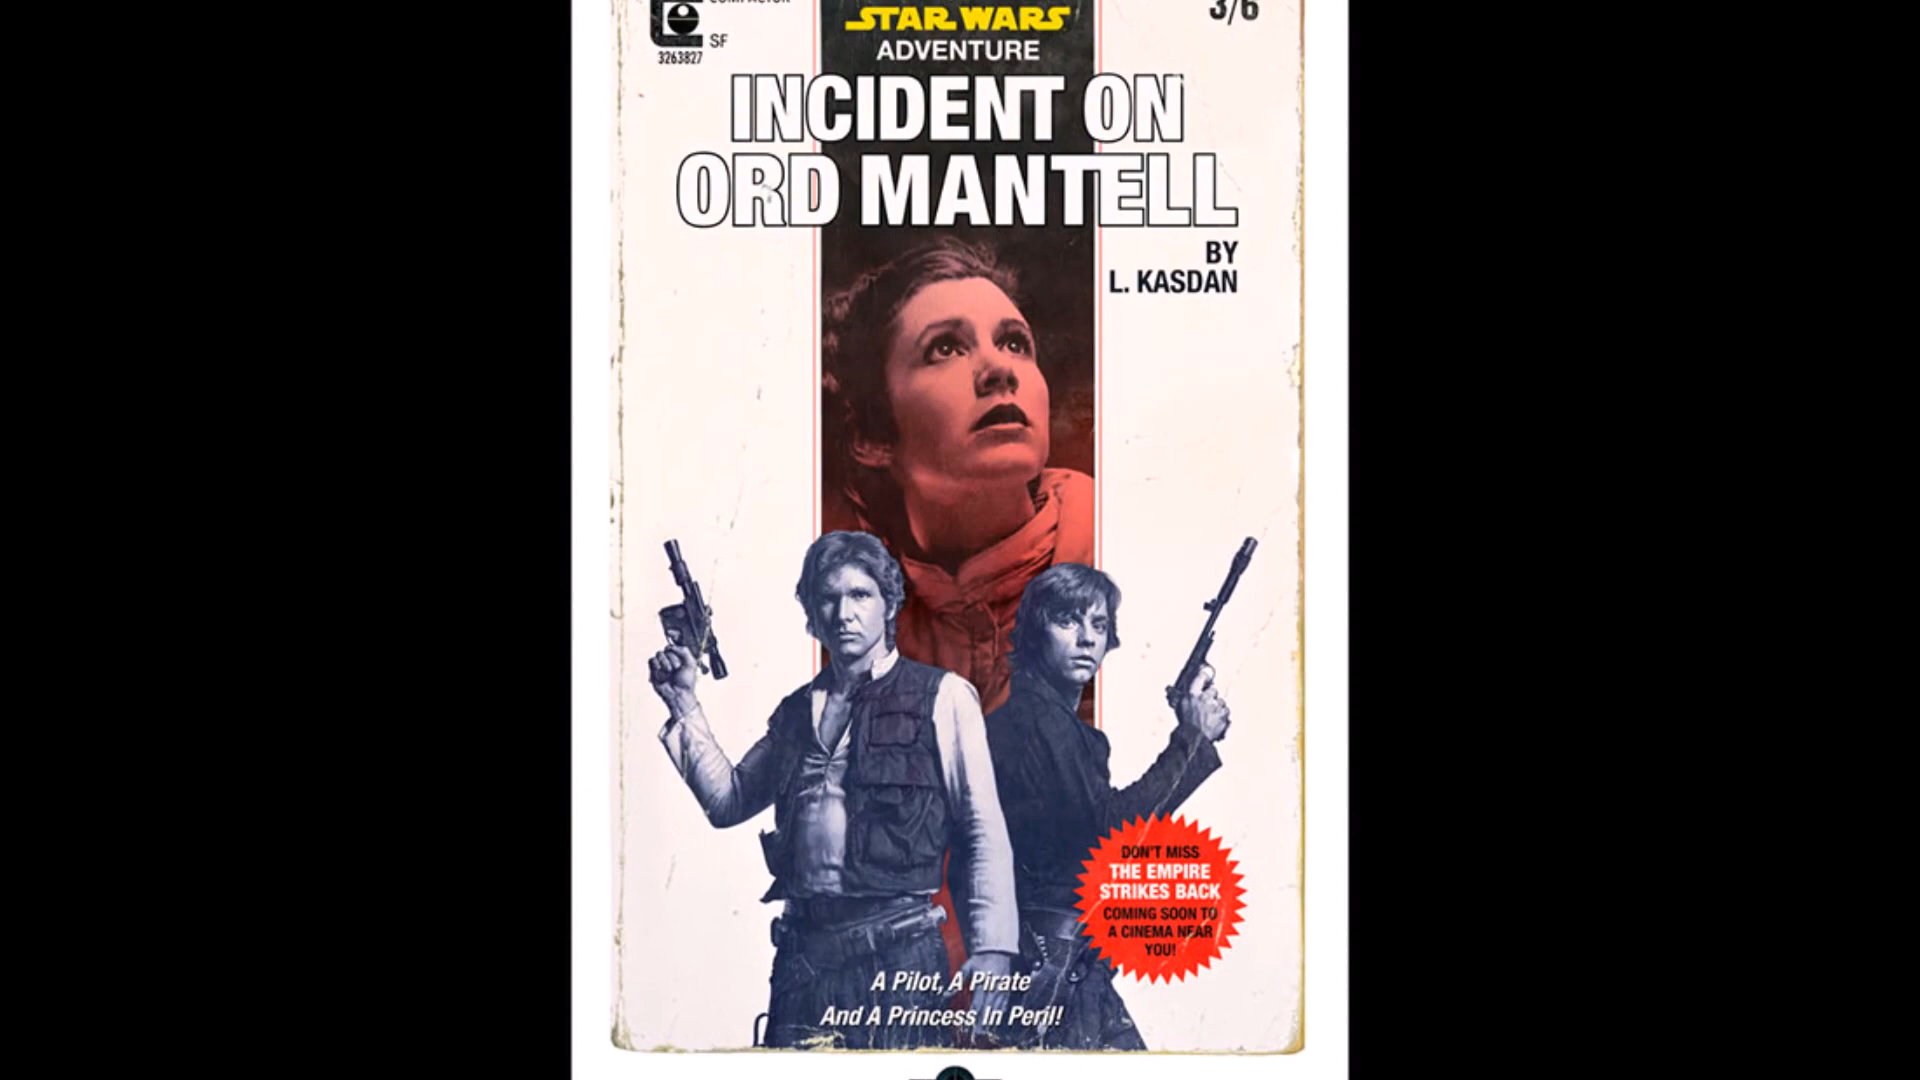 COMPACTOR
SF
3263827
STAR WARS
ADVENTURE
3/6
INCIDENT ON
ORD MANTELL
BY
L. KASDAN
DON'T MISS
THE EMPIRE
STRIKES BACK
COMING SOON TO
A CINEMA NEAR
YOU!
A Pilot, A Pirate
And A Princess In Peril!